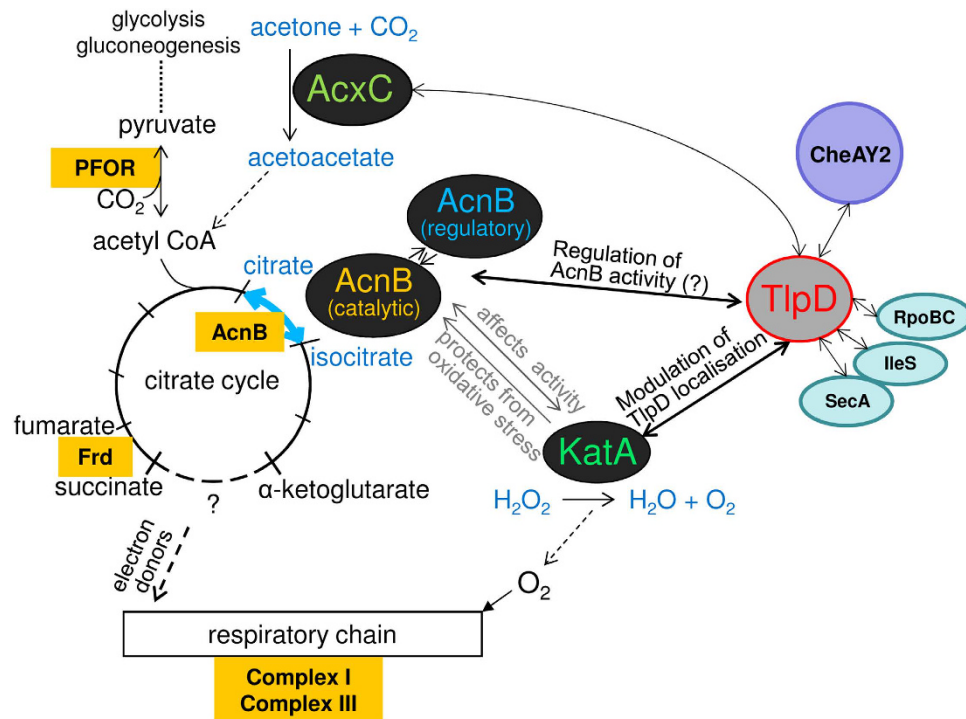 glycolysis
gluconeogenesis
acetone + CO₂
AcxC
pyruvate
PFOR
CO₂
acetoacetate
acetyl CoA
CheAY2
AcnB
(regulatory)
citrate
AcnB
(catalytic)
Regulation of
AcnB activity (?)
TlpD
RpoBC
IleS
SecA
AcnB
isocitrate
citrate cycle
affects activity
protects from
oxidative stress
Modulation of
TlpD localisation
KatA
fumarate
Frd
succinate
?
α-ketoglutarate
H₂O₂
H₂O + O₂
electron
donors
O₂
respiratory chain
Complex I
Complex III